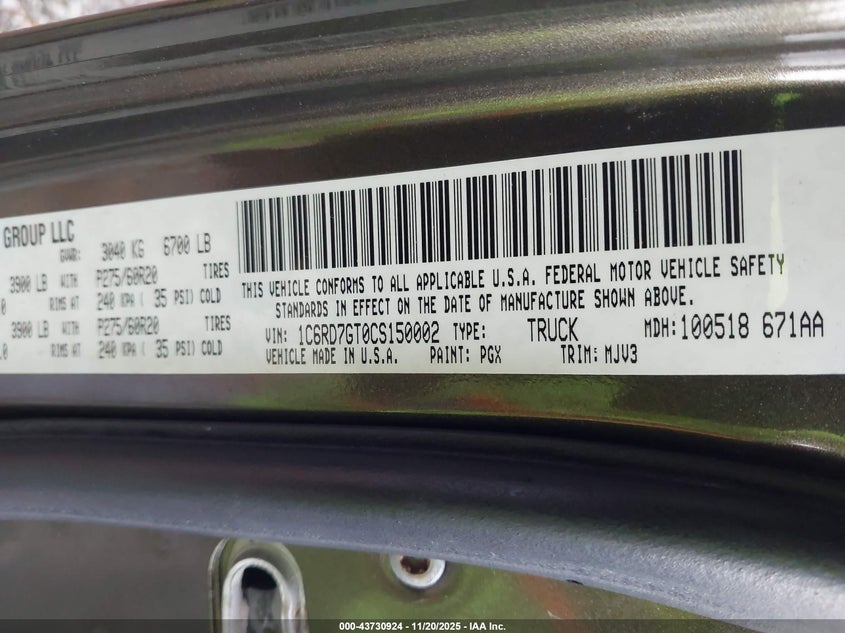 GROUP LLC
GVWR: 3040 KG 6700 LB
3900 LB WITH P275/60R20 TIRES
RIMS AT 240 KPA ( 35 PSI) COLD
3900 LB WITH P275/60R20 TIRES
RIMS AT 240 KPA ( 35 PSI) COLD
THIS VEHICLE CONFORMS TO ALL APPLICABLE U.S.A. FEDERAL MOTOR VEHICLE SAFETY
STANDARDS IN EFFECT ON THE DATE OF MANUFACTURE SHOWN ABOVE.
VIN: 1C6RD7GT0CS150002 TYPE: TRUCK MDH:100518 671AA
VEHICLE MADE IN U.S.A. PAINT: PGX TRIM: MJV3
000-43730924 - 11/20/2025 - IAA Inc.